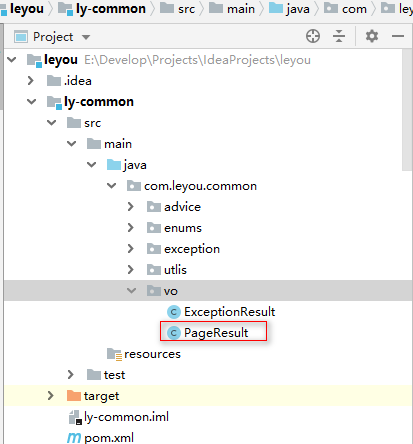 leyou ly-common src main java com ley
Project
leyou E:\Develop\Projects\IdeaProjects\leyou
.idea
ly-common
src
main
java
com.leyou.common
advice
enums
exception
utlis
vo
ExceptionResult
PageResult
resources
test
target
ly-common.iml
pom.xml